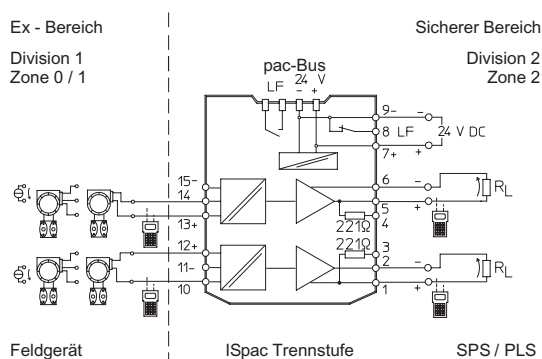 Ex - Bereich
Sicherer Bereich
Division 1
Zone 0 / 1
Division 2
Zone 2
pac-Bus
LF 24 V
- +
9-
8 LF
7+
-
+
24 V DC
15-
14
13+
6
5
4
-
+
RL
221Ω
221Ω
12+
11-
10
3
2
1
-
+
RL
Feldgerät
ISpac Trennstufe
SPS / PLS